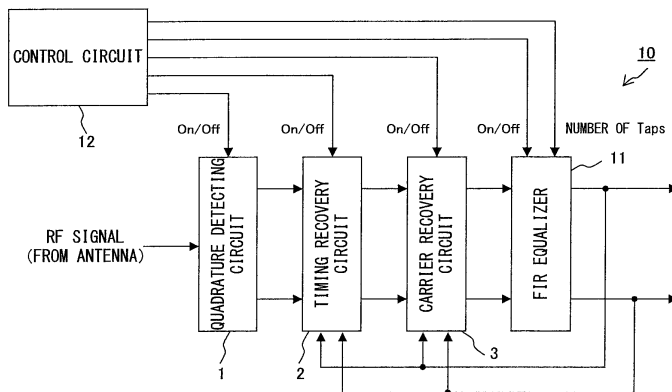 CONTROL CIRCUIT
12
10
On/Off
On/Off
On/Off
On/Off
NUMBER OF Taps
11
RF SIGNAL
(FROM ANTENNA)
QUADRATURE DETECTING
CIRCUIT
TIMING RECOVERY
CIRCUIT
CARRIER RECOVERY
CIRCUIT
FIR EQUALIZER
1
2
3